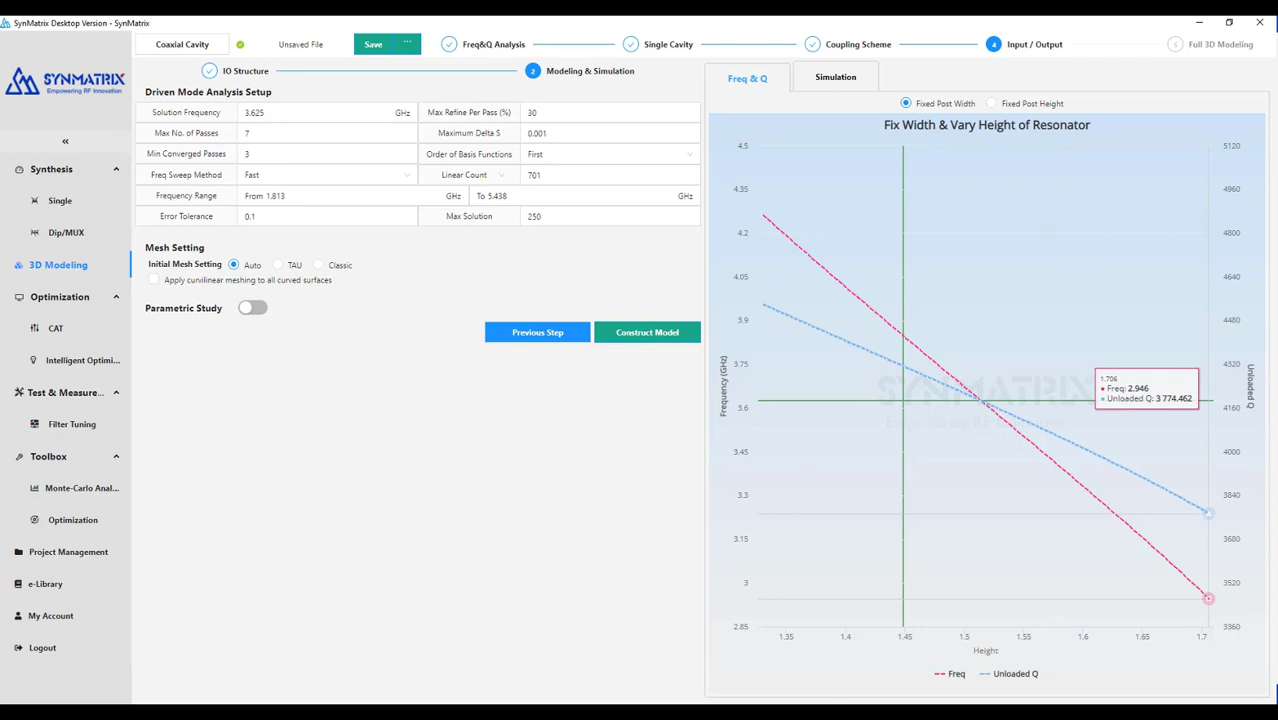 SynMatrix Desktop Version - SynMatrix
SYNMATRIX
Empowering RF Innovation
«
Synthesis
Single
Dip/MUX
3D Modeling
Optimization
CAT
Intelligent Optimi...
Test & Measure...
Filter Tuning
Toolbox
Monte-Carlo Anal...
Optimization
Project Management
e-Library
My Account
Logout
Coaxial Cavity
Unsaved File
Save ...
Freq&Q Analysis
Single Cavity
Coupling Scheme
4 Input / Output
5 Full 3D Modeling
IO Structure
2 Modeling & Simulation
Driven Mode Analysis Setup
Solution Frequency 3.625 GHz Max Refine Per Pass (%) 30
Max No. of Passes 7 Maximum Delta S 0.001
Min Converged Passes 3 Order of Basis Functions First
Freq Sweep Method Fast Linear Count 701
Frequency Range From 1.813 GHz To 5.438 GHz
Error Tolerance 0.1 Max Solution 250
Mesh Setting
Initial Mesh Setting Auto TAU Classic
Apply curvilinear meshing to all curved surfaces
Parametric Study
Previous Step Construct Model
Freq & Q Simulation
Fixed Post Width Fixed Post Height
Fix Width & Vary Height of Resonator
4.5 5120
4.35 4960
4.2 4800
4.05 4640
3.9 4480
3.75 4320
3.6 4160
3.45 4000
3.3 3840
3.15 3680
3 3520
2.85 3360
Frequency (GHz)
Unloaded Q
SYNMATRIX
Empowering RF Innovation
1.706
Freq: 2.946
Unloaded Q: 3 774.462
1.35 1.4 1.45 1.5 1.55 1.6 1.65 1.7
Height
Freq Unloaded Q